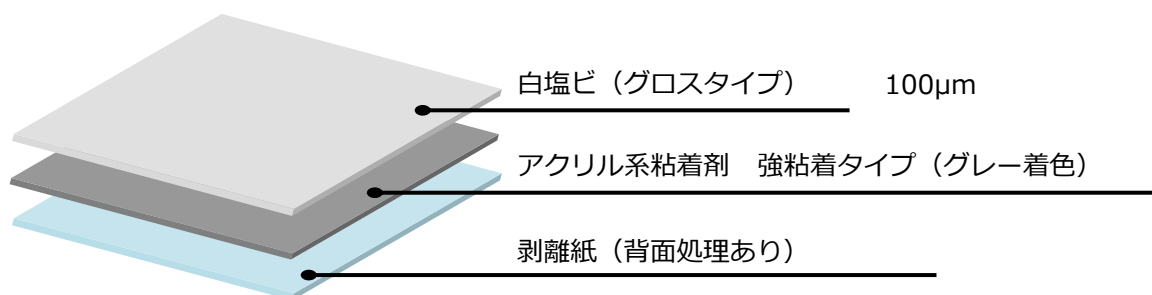 白塩ビ（グロスタイプ）　100μm
アクリル系粘着剤　強粘着タイプ（グレー着色）
剥離紙（背面処理あり）